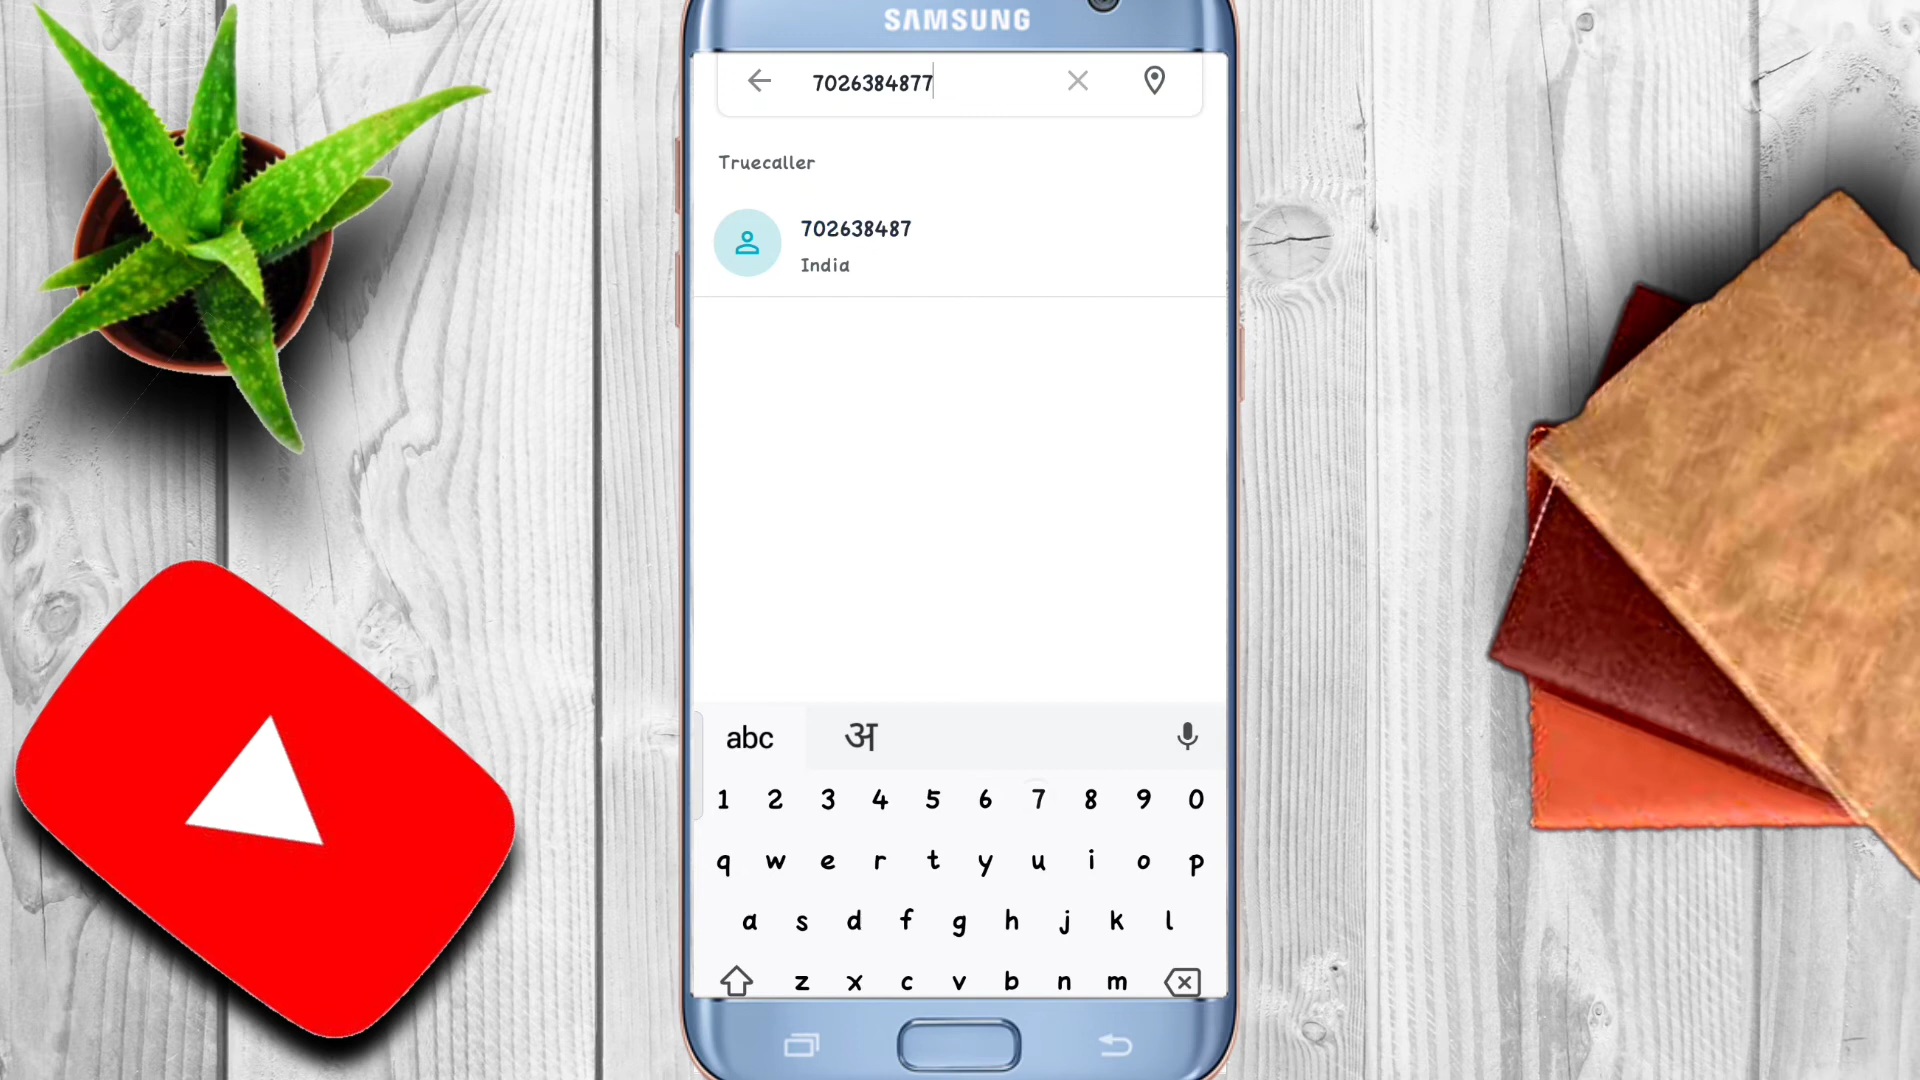 SAMSUNG
7026384877
Truecaller
702638487
India
abc
अ
1 2 3 4 5 6 7 8 9 0
q w e r t y u i o p
a s d f g h j k l
z x c v b n m